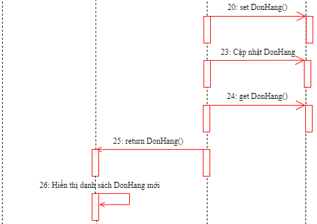 20: set DonHang()
23: Cập nhật DonHang
24: get DonHang()
25: return DonHang()
26: Hiển thị danh sách DonHang mới